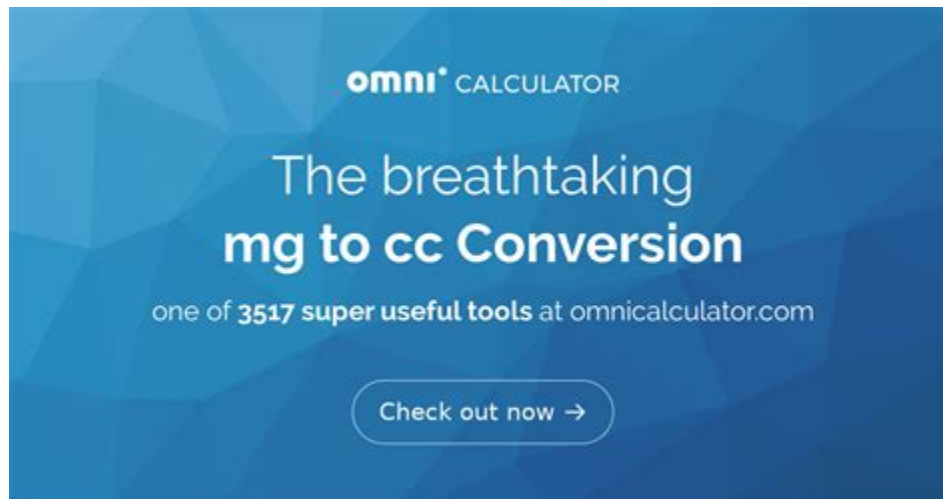 omni CALCULATOR
The breathtaking
mg to cc Conversion
one of 3517 super useful tools at omnicalculator.com
Check out now →